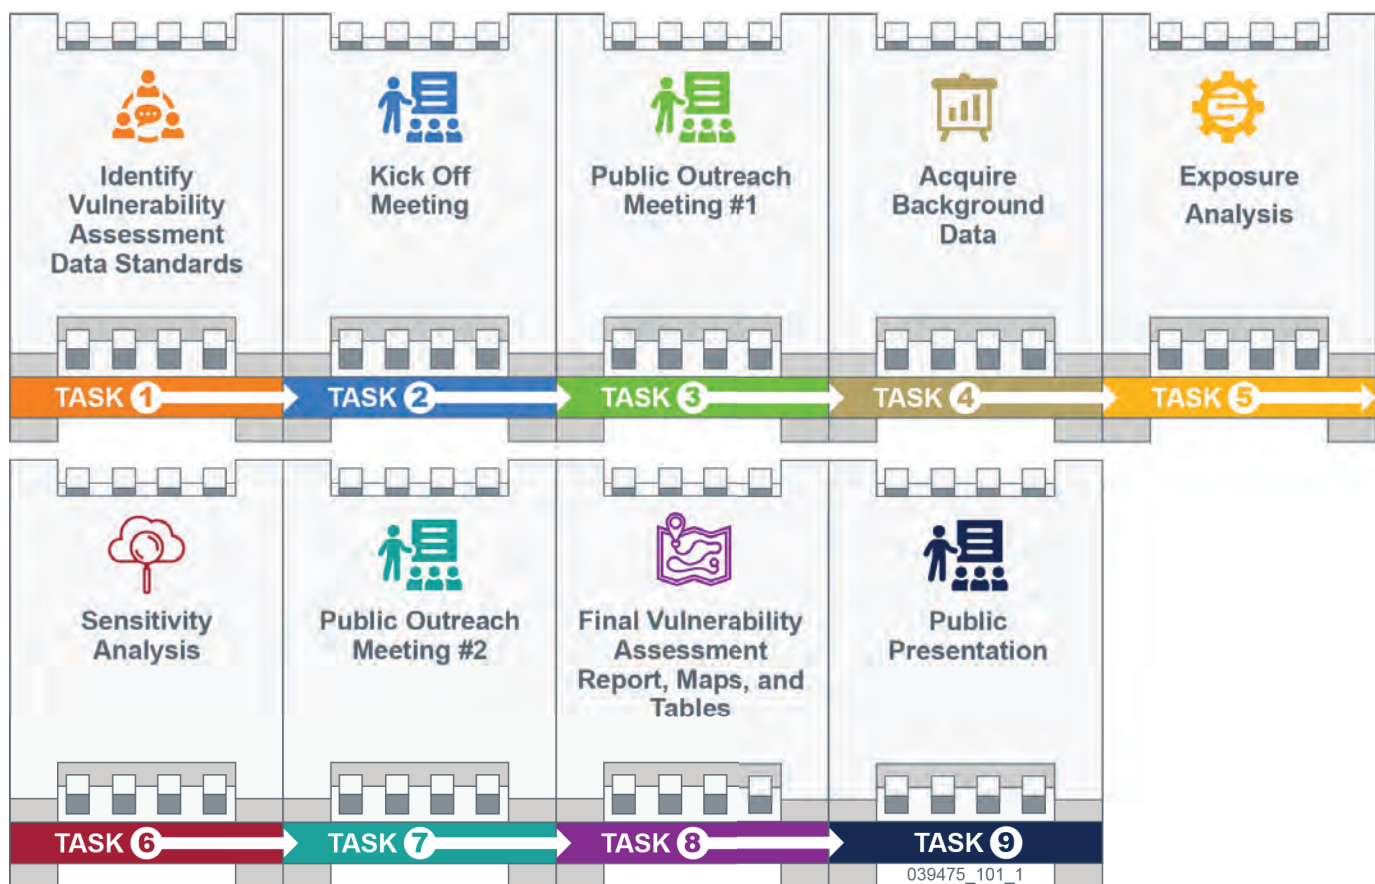 Identify
Vulnerability
Assessment
Data Standards
TASK 1
Kick Off
Meeting
TASK 2
Public Outreach
Meeting #1
TASK 3
Acquire
Background
Data
TASK 4
Exposure
Analysis
TASK 5
Sensitivity
Analysis
TASK 6
Public Outreach
Meeting #2
TASK 7
Final Vulnerability
Assessment
Report, Maps, and
Tables
TASK 8
Public
Presentation
TASK 9
039475_101_1